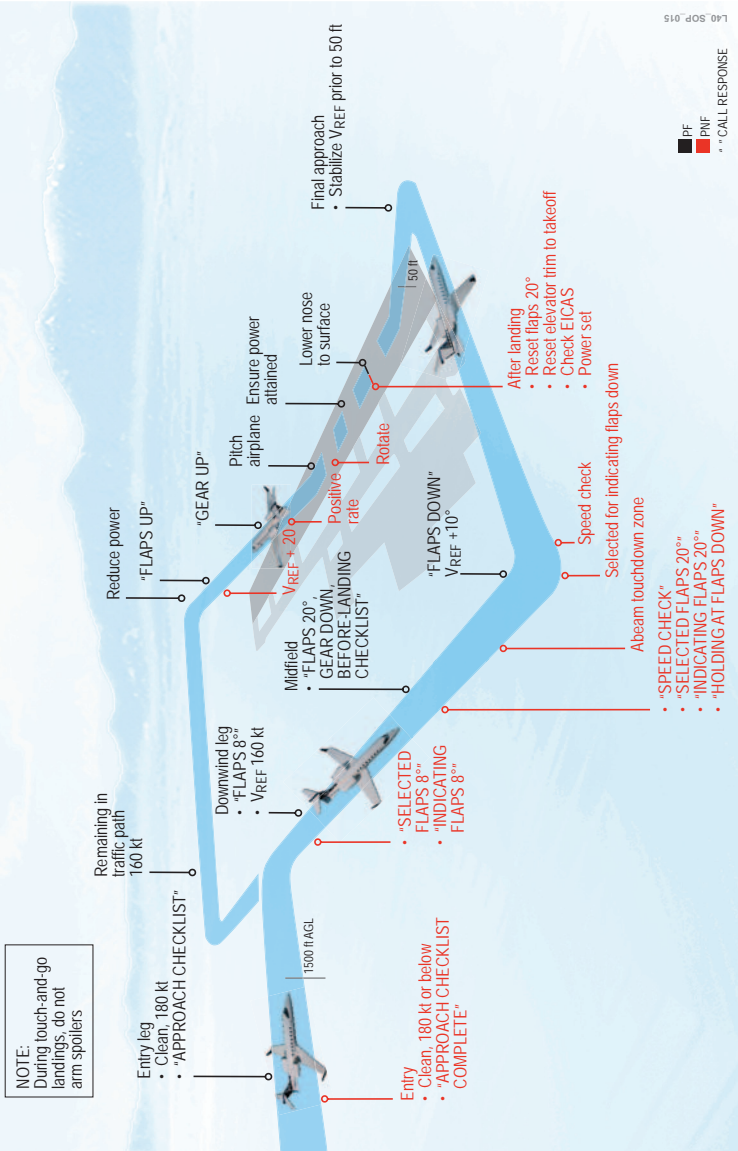 NOTE:
During touch-and-go
landings, do not
arm spoilers
Entry leg
• Clean, 180 kt
• "APPROACH CHECKLIST"
1500 ft AGL
Entry
• Clean, 180 kt or below
• "APPROACH CHECKLIST
COMPLETE"
Remaining in
traffic path
160 kt
Downwind leg
• "FLAPS 8°"
• VREF 160 kt
• "SELECTED
FLAPS 8°"
• "INDICATING
FLAPS 8°"
Midfield
• "FLAPS 20°,
GEAR DOWN,
BEFORE-LANDING
CHECKLIST"
• "SPEED CHECK"
• "SELECTED FLAPS 20°"
• "INDICATING FLAPS 20°"
• "HOLDING AT FLAPS DOWN"
Abeam touchdown zone
"FLAPS DOWN"
VREF +10°
Selected for indicating flaps down
Speed check
Reduce power
"FLAPS UP"
VREF + 20
"GEAR UP"
Positive
rate
Pitch
airplane
Rotate
Ensure power
attained
Lower nose
to surface
After landing
• Reset flaps 20°
• Reset elevator trim to takeoff
• Check EICAS
• Power set
50 ft
Final approach
• Stabilize VREF prior to 50 ft
PF
PNF
" " CALL RESPONSE
L40_SOP_015